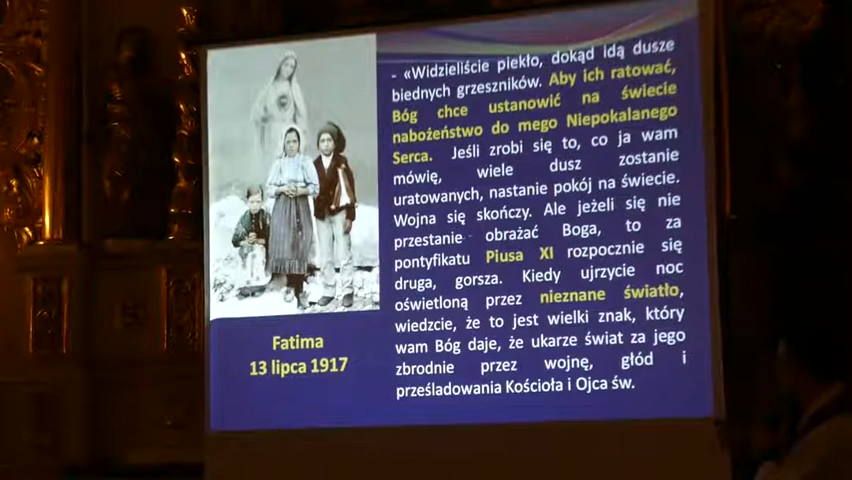 - «Widzieliście piekło, dokąd idą dusze
biednych grzeszników. Aby ich ratować,
Bóg chce ustanowić na świecie
nabożeństwo do mego Niepokalanego
Serca. Jeśli zrobi się to, co ja wam
mówię, wiele dusz zostanie
uratowanych, nastanie pokój na świecie.
Wojna się skończy. Ale jeżeli się nie
przestanie obrażać Boga, to za
pontyfikatu Piusa XI rozpocznie się
druga, gorsza. Kiedy ujrzycie noc
oświetloną przez nieznane światło,
wiedzcie, że to jest wielki znak, który
wam Bóg daje, że ukarze świat za jego
zbrodnie przez wojnę, głód i
prześladowania Kościoła i Ojca św.
Fatima
13 lipca 1917